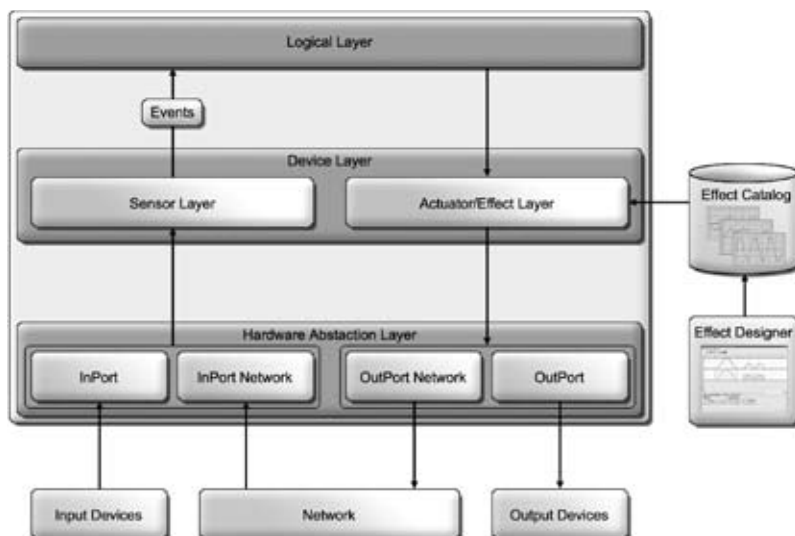 Logical Layer
Events
Device Layer
Sensor Layer
Actuator/Effect Layer
Effect Catalog
Hardware Abstaction Layer
Effect Designer
InPort
InPort Network
OutPort Network
OutPort
Input Devices
Network
Output Devices